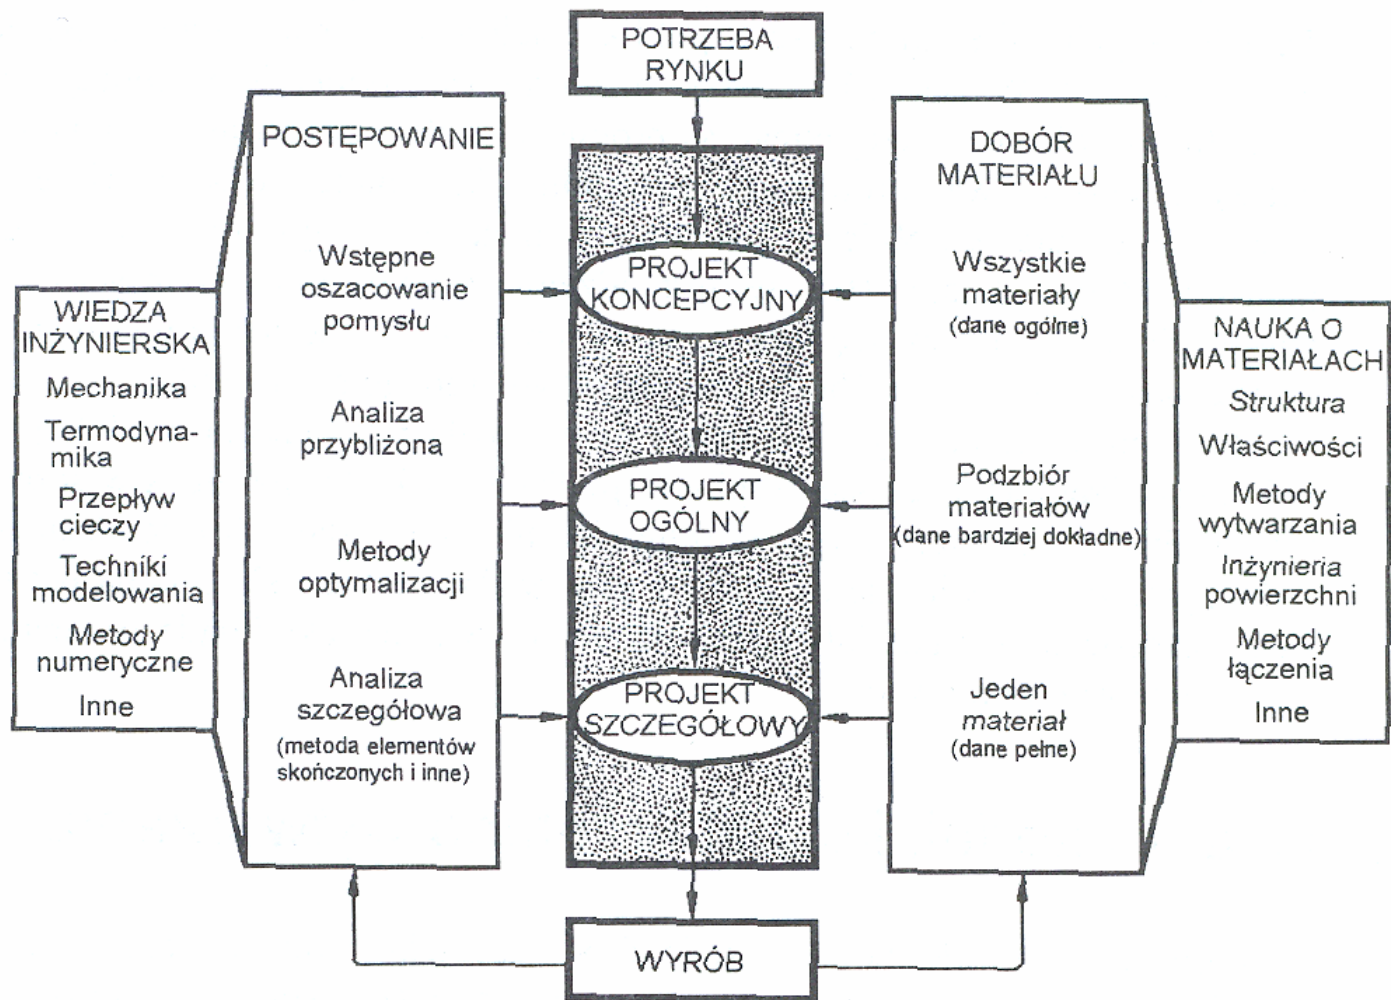 POTRZEBA
RYNKU
POSTĘPOWANIE
Wstępne
oszacowanie
pomysłu
Analiza
przybliżona
Metody
optymalizacji
Analiza
szczegółowa
(metoda elementów
skończonych i inne)
WIEDZA
INŻYNIERSKA
Mechanika
Termodyna-
mika
Przepływ
cieczy
Techniki
modelowania
Metody
numeryczne
Inne
PROJEKT
KONCEPCYJNY
PROJEKT
OGÓLNY
PROJEKT
SZCZEGÓŁOWY
WYRÓB
DOBÓR
MATERIAŁU
Wszystkie
materiały
(dane ogólne)
Podzbiór
materiałów
(dane bardziej dokładne)
Jeden
materiał
(dane pełne)
NAUKA O
MATERIAŁACH
Struktura
Właściwości
Metody
wytwarzania
Inżynieria
powierzchni
Metody
łączenia
Inne